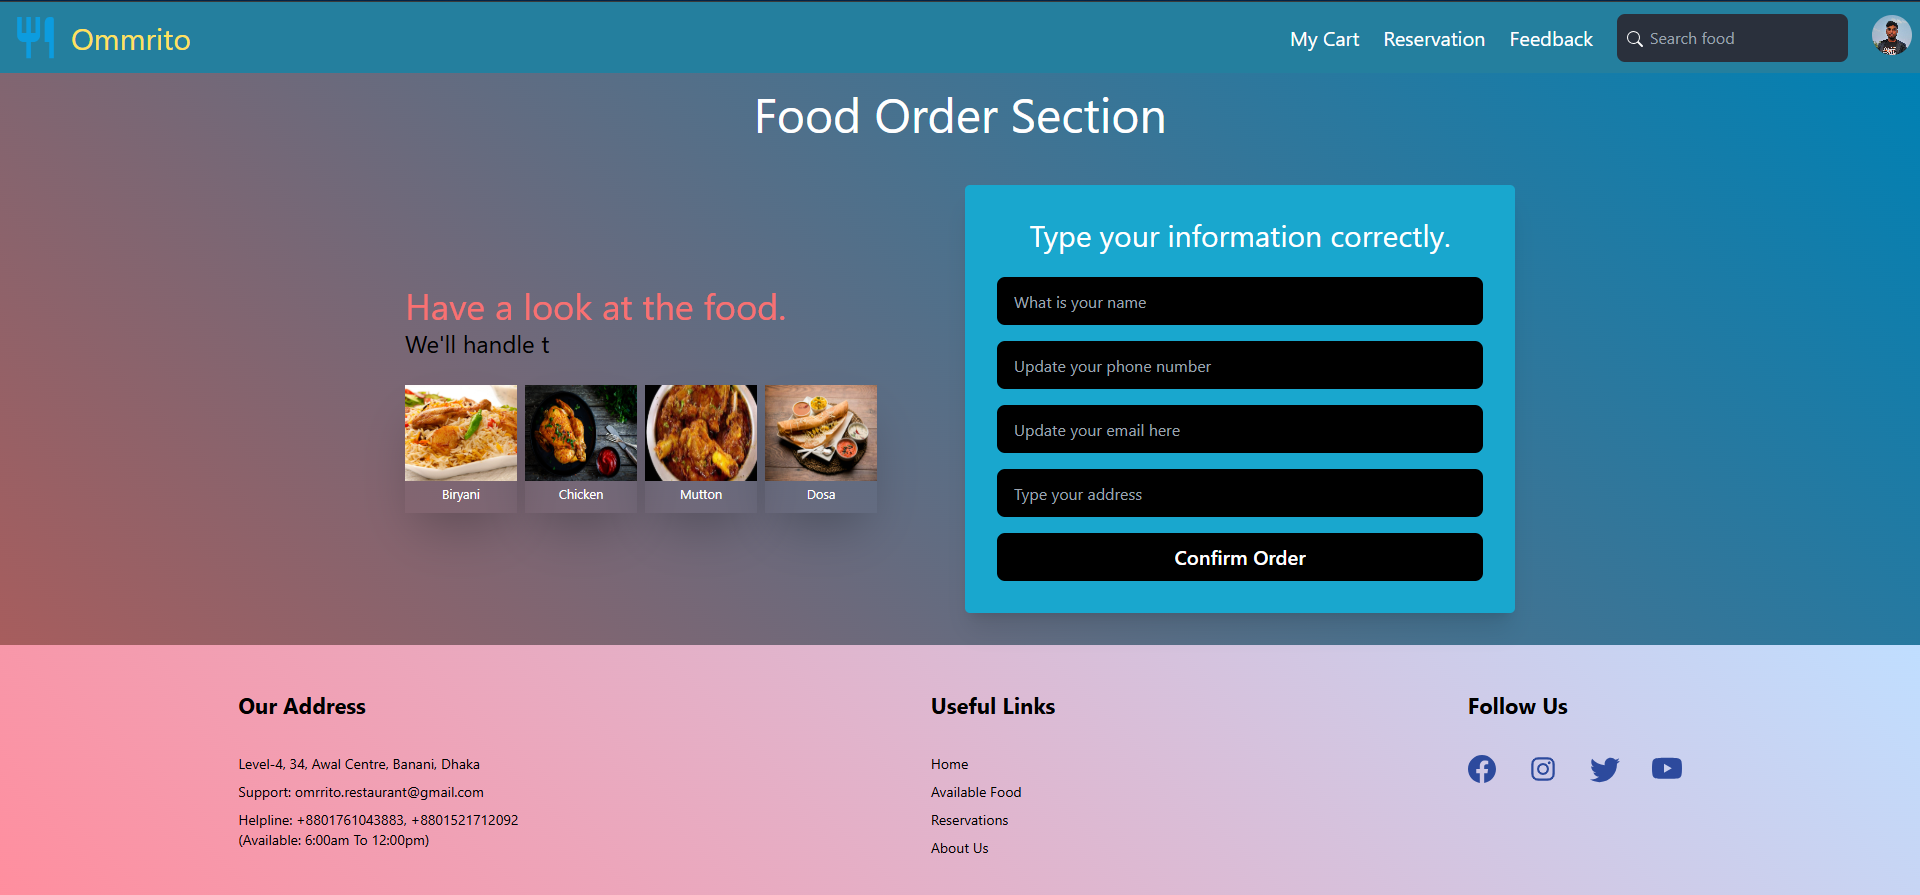 Ommrito
My Cart
Reservation
Feedback
Search food
Food Order Section
Have a look at the food.
We'll handle t
Biryani
Chicken
Mutton
Dosa
Type your information correctly.
What is your name
Update your phone number
Update your email here
Type your address
Confirm Order
Our Address
Level-4, 34, Awal Centre, Banani, Dhaka
Support: omrrito.restaurant@gmail.com
Helpline: +8801761043883, +8801521712092
(Available: 6:00am To 12:00pm)
Useful Links
Home
Available Food
Reservations
About Us
Follow Us